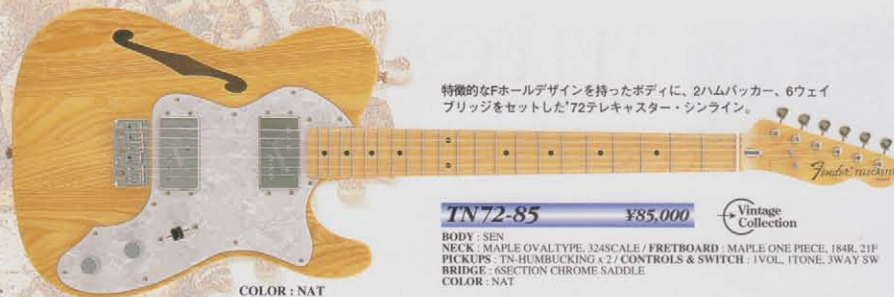 特徴的なFホールデザインを持ったボディに、2ハムバッカー、6ウェイ
ブリッジをセットした'72テレキャスター・シンライン。
Fender TELECASTER
TN72-85 ¥85,000 Vintage Collection
BODY : SEN
NECK : MAPLE OVALTYPE, 324SCALE / FRETBOARD : MAPLE ONE PIECE, 184R, 21F
PICKUPS : TN-HUMBUCKING x 2 / CONTROLS & SWITCH : 1VOL, 1TONE, 3WAY SW
BRIDGE : 6SECTION CHROME SADDLE
COLOR : NAT
COLOR : NAT